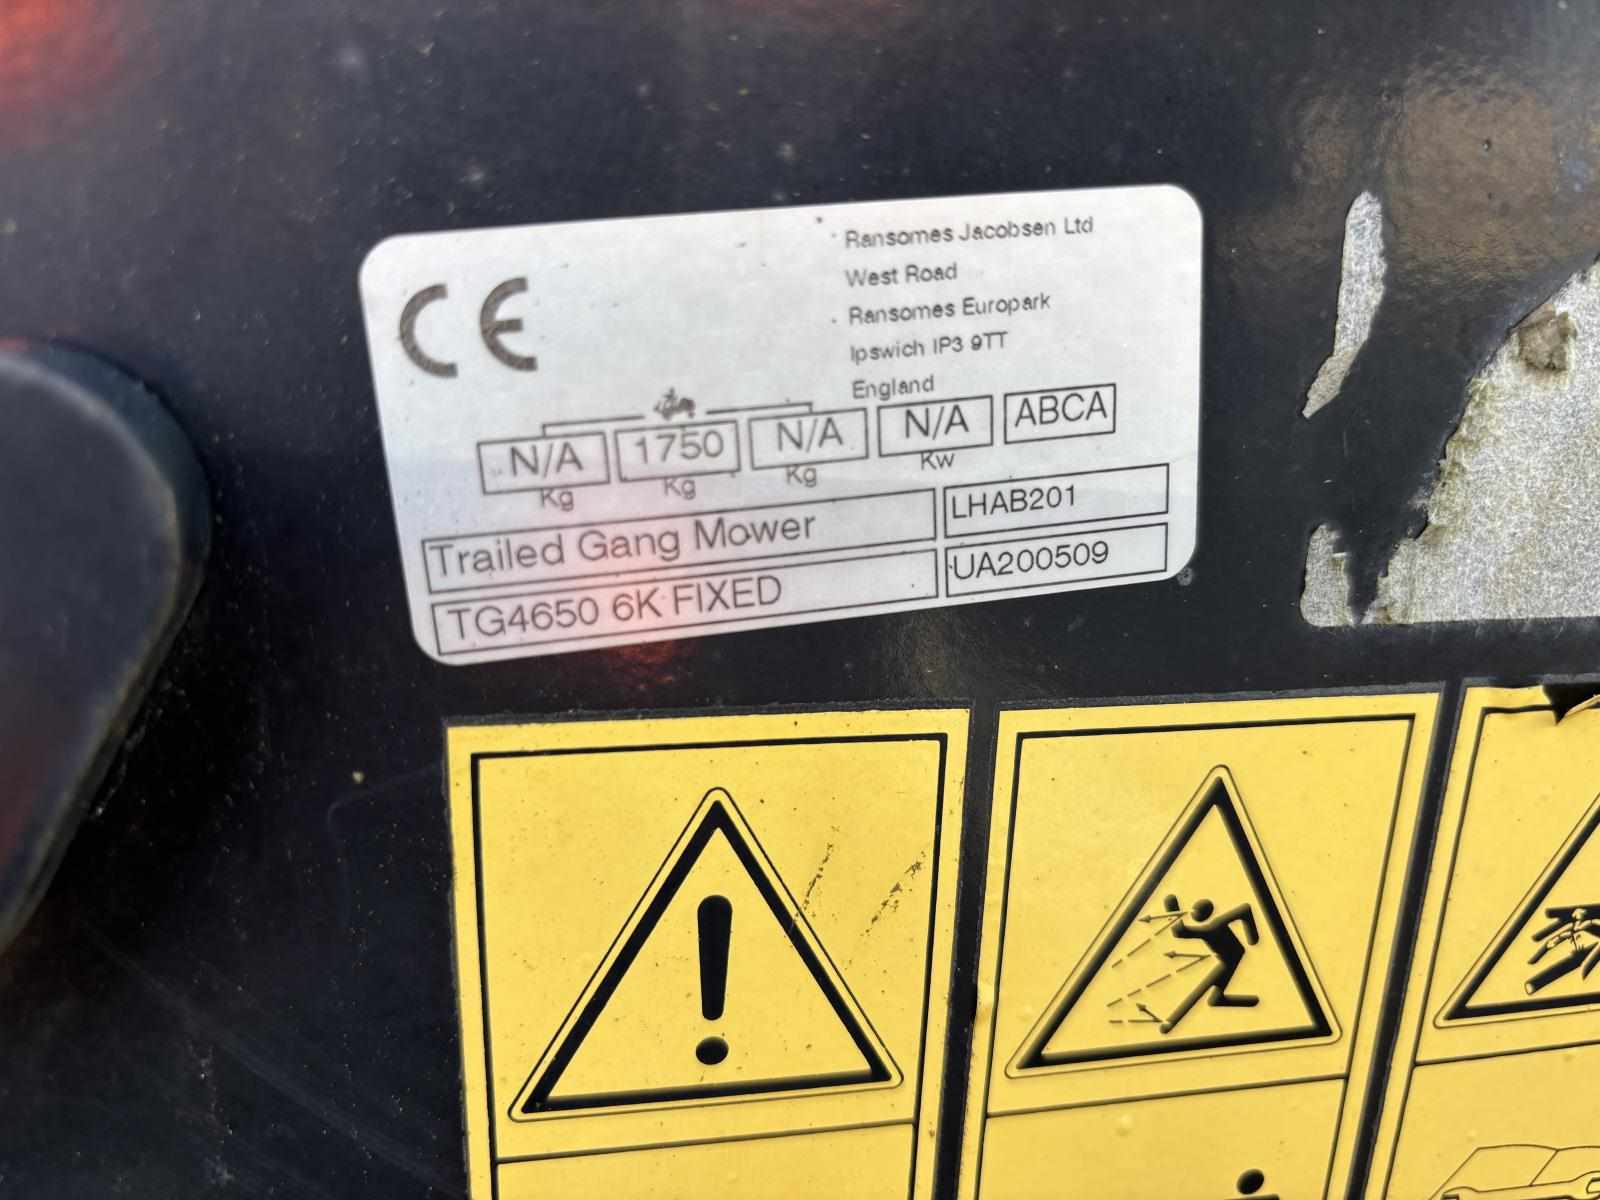 CE
Ransomes Jacobsen Ltd
West Road
Ransomes Europark
Ipswich IP3 9TT
England
N/A 1750 N/A N/A ABCA
Kg Kg Kg Kw
Trailed Gang Mower LHAB201
TG4650 6K FIXED UA200509
!